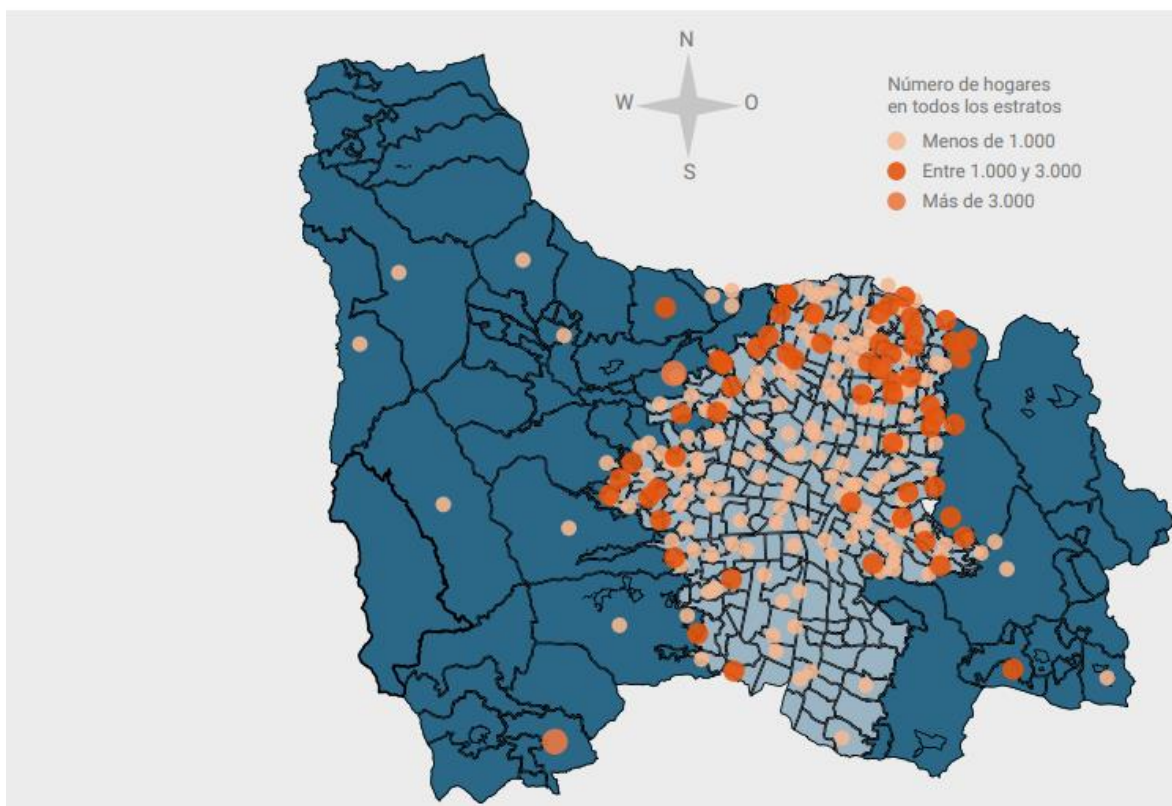 N
W
O
S
Número de hogares
en todos los estratos
Menos de 1.000
Entre 1.000 y 3.000
Más de 3.000